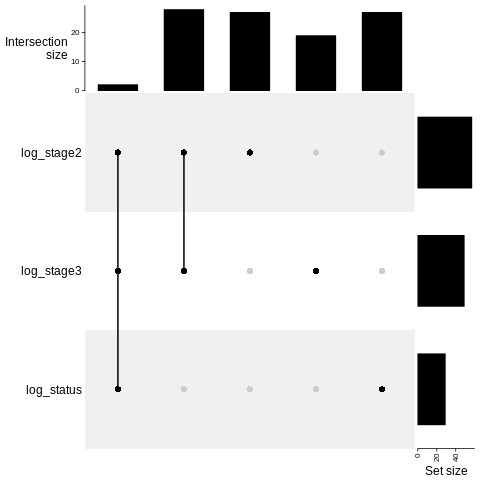 Intersection
size
20
10
0
log_stage2
log_stage3
log_status
0
20
40
Set size